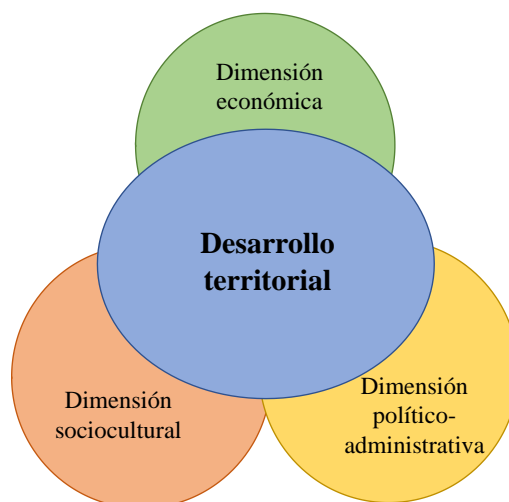 Dimensión
económica
Desarrollo
territorial
Dimensión
sociocultural
Dimensión
político-
administrativa